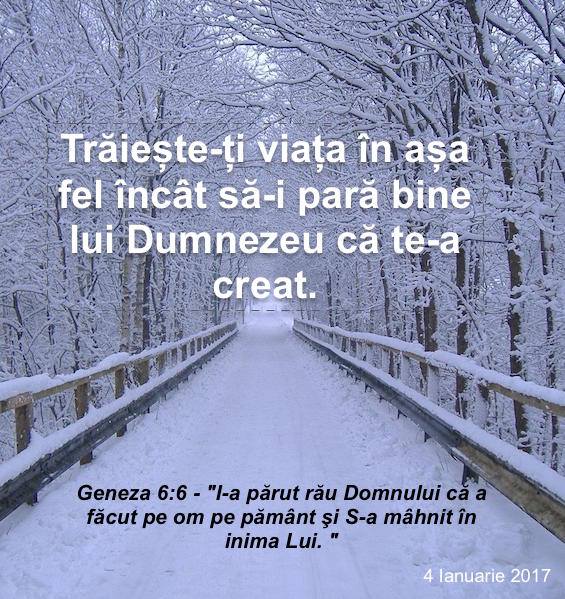 Trăiește-ți viața în așa
fel încât să-i pară bine
lui Dumnezeu că te-a
creat.
Geneza 6:6 - "I-a părut rău Domnului că a
făcut pe om pe pământ şi S-a mâhnit în
inima Lui. "
4 Ianuarie 2017